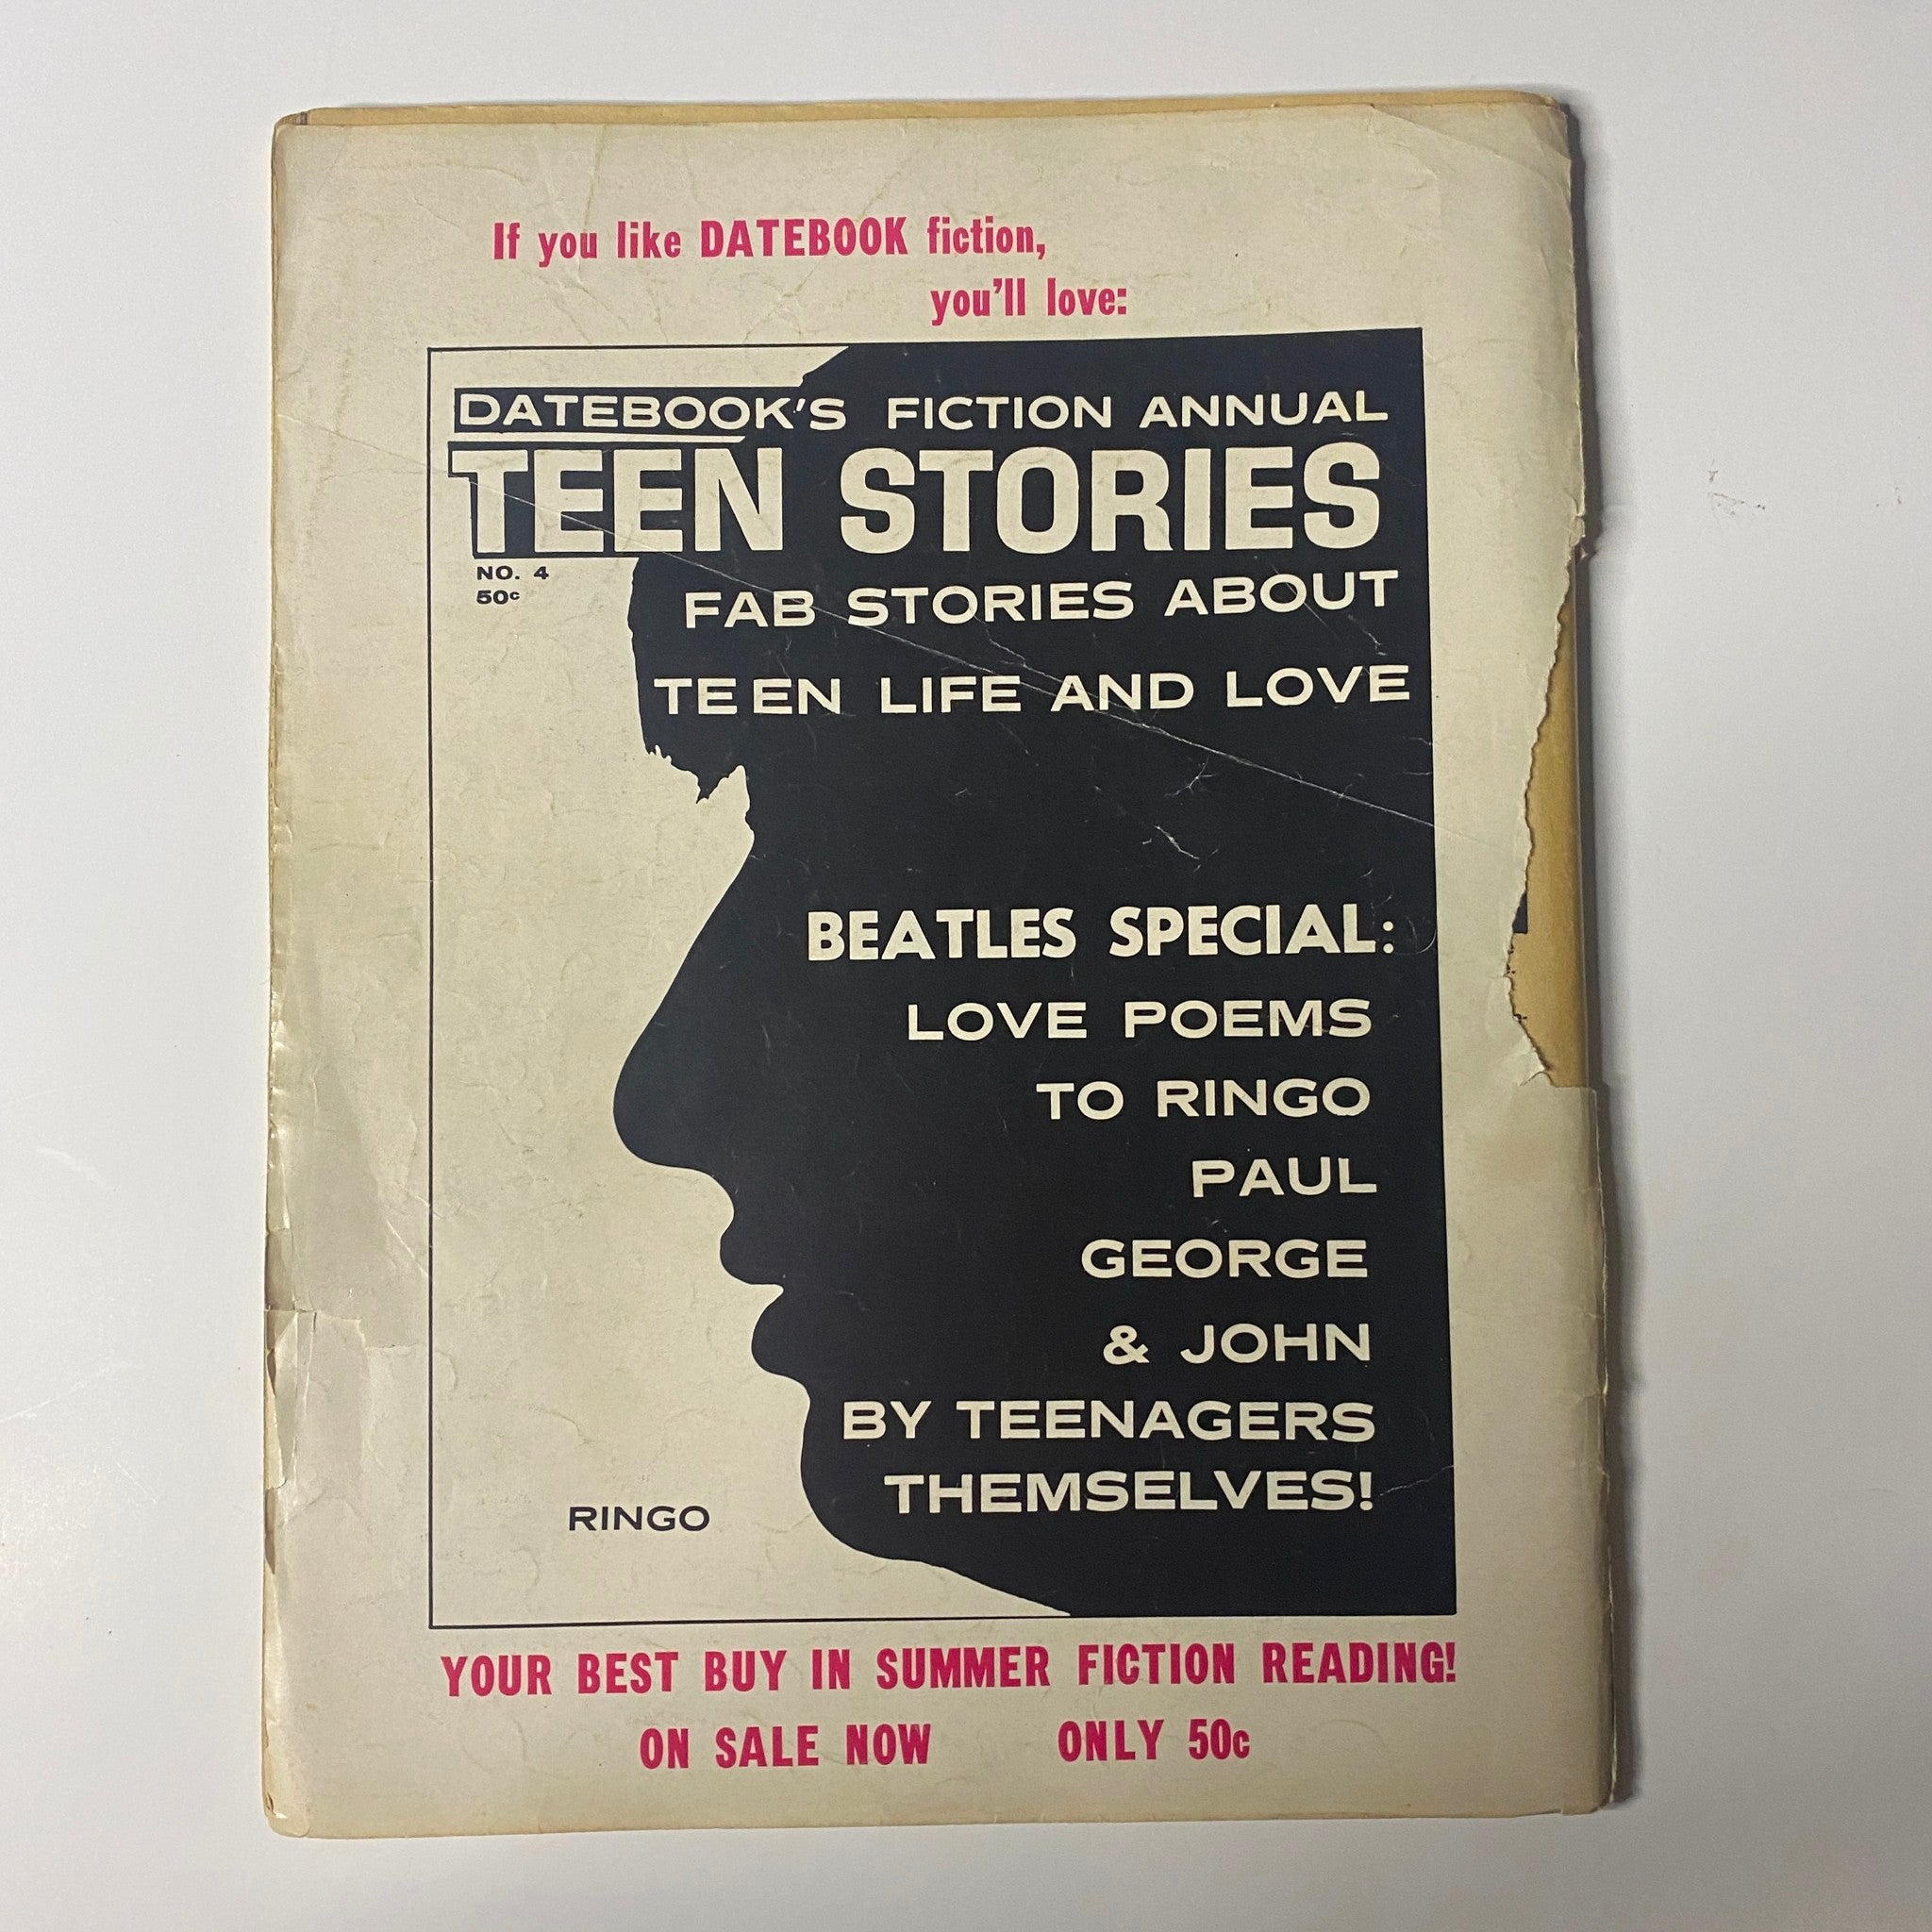 If you like DATEBOOK fiction,
you'll love:
DATEBOOK'S FICTION ANNUAL
TEEN STORIES
NO. 4
50c
FAB STORIES ABOUT
TEEN LIFE AND LOVE
BEATLES SPECIAL:
LOVE POEMS
TO RINGO
PAUL
GEORGE
& JOHN
BY TEENAGERS
THEMSELVES!
RINGO
YOUR BEST BUY IN SUMMER FICTION READING!
ON SALE NOW ONLY 50c